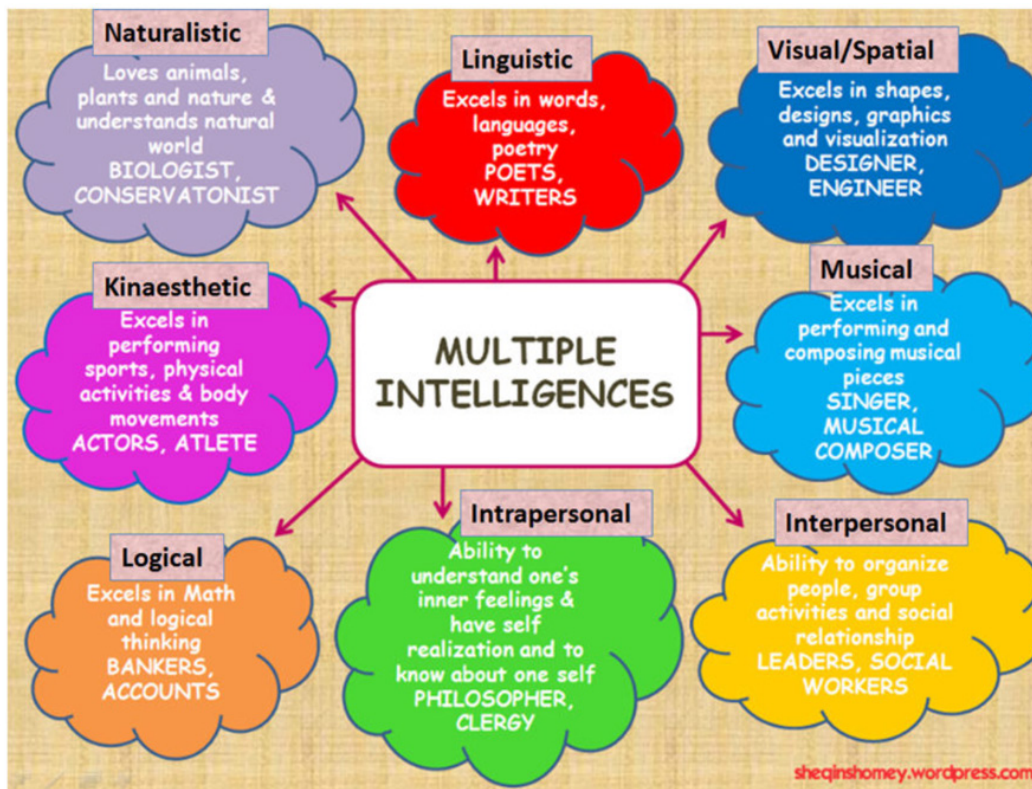 Naturalistic
Loves animals,
plants and nature &
understands natural
world
BIOLOGIST,
CONSERVATONIST
Linguistic
Excels in words,
languages,
poetry
POETS,
WRITERS
Visual/Spatial
Excels in shapes,
designs, graphics
and visualization
DESIGNER,
ENGINEER
Kinaesthetic
Excels in
performing
sports, physical
activities & body
movements
ACTORS, ATLETE
MULTIPLE
INTELLIGENCES
Musical
Excels in
performing and
composing musical
pieces
SINGER,
MUSICAL
COMPOSER
Logical
Excels in Math
and logical
thinking
BANKERS,
ACCOUNTS
Intrapersonal
Ability to
understand one's
inner feelings &
have self
realization and to
know about one self
PHILOSOPHER,
CLERGY
Interpersonal
Ability to organize
people, group
activities and social
relationship
LEADERS, SOCIAL
WORKERS
sheqinshomey.wordpress.com